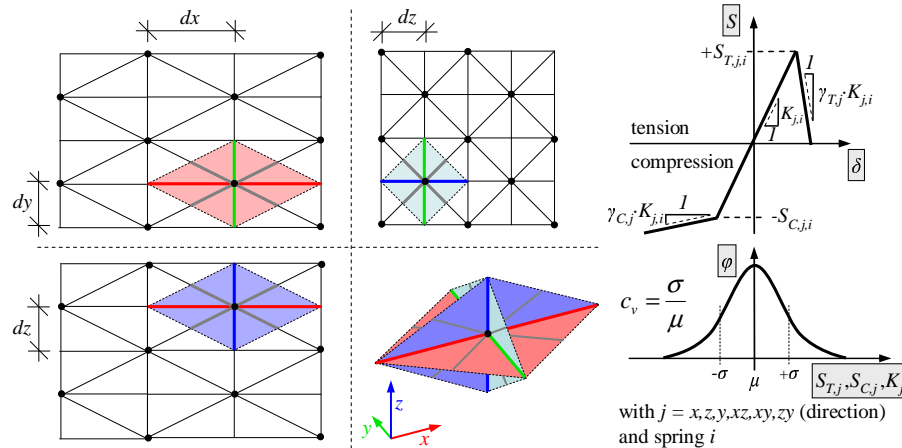 dx
dy
dz
dz
z
y
x
S
+S_{T,j,i}
1
K_{j,i}
1
γ_{T,j}·K_{j,i}
tension
compression
δ
1
γ_{C,j}·K_{j,i}
-S_{C,j,i}
φ
c_v = σ/μ
-σ
μ
+σ
S_{T,j},S_{C,j},K_j
with j = x,z,y,xz,xy,zy (direction)
and spring i